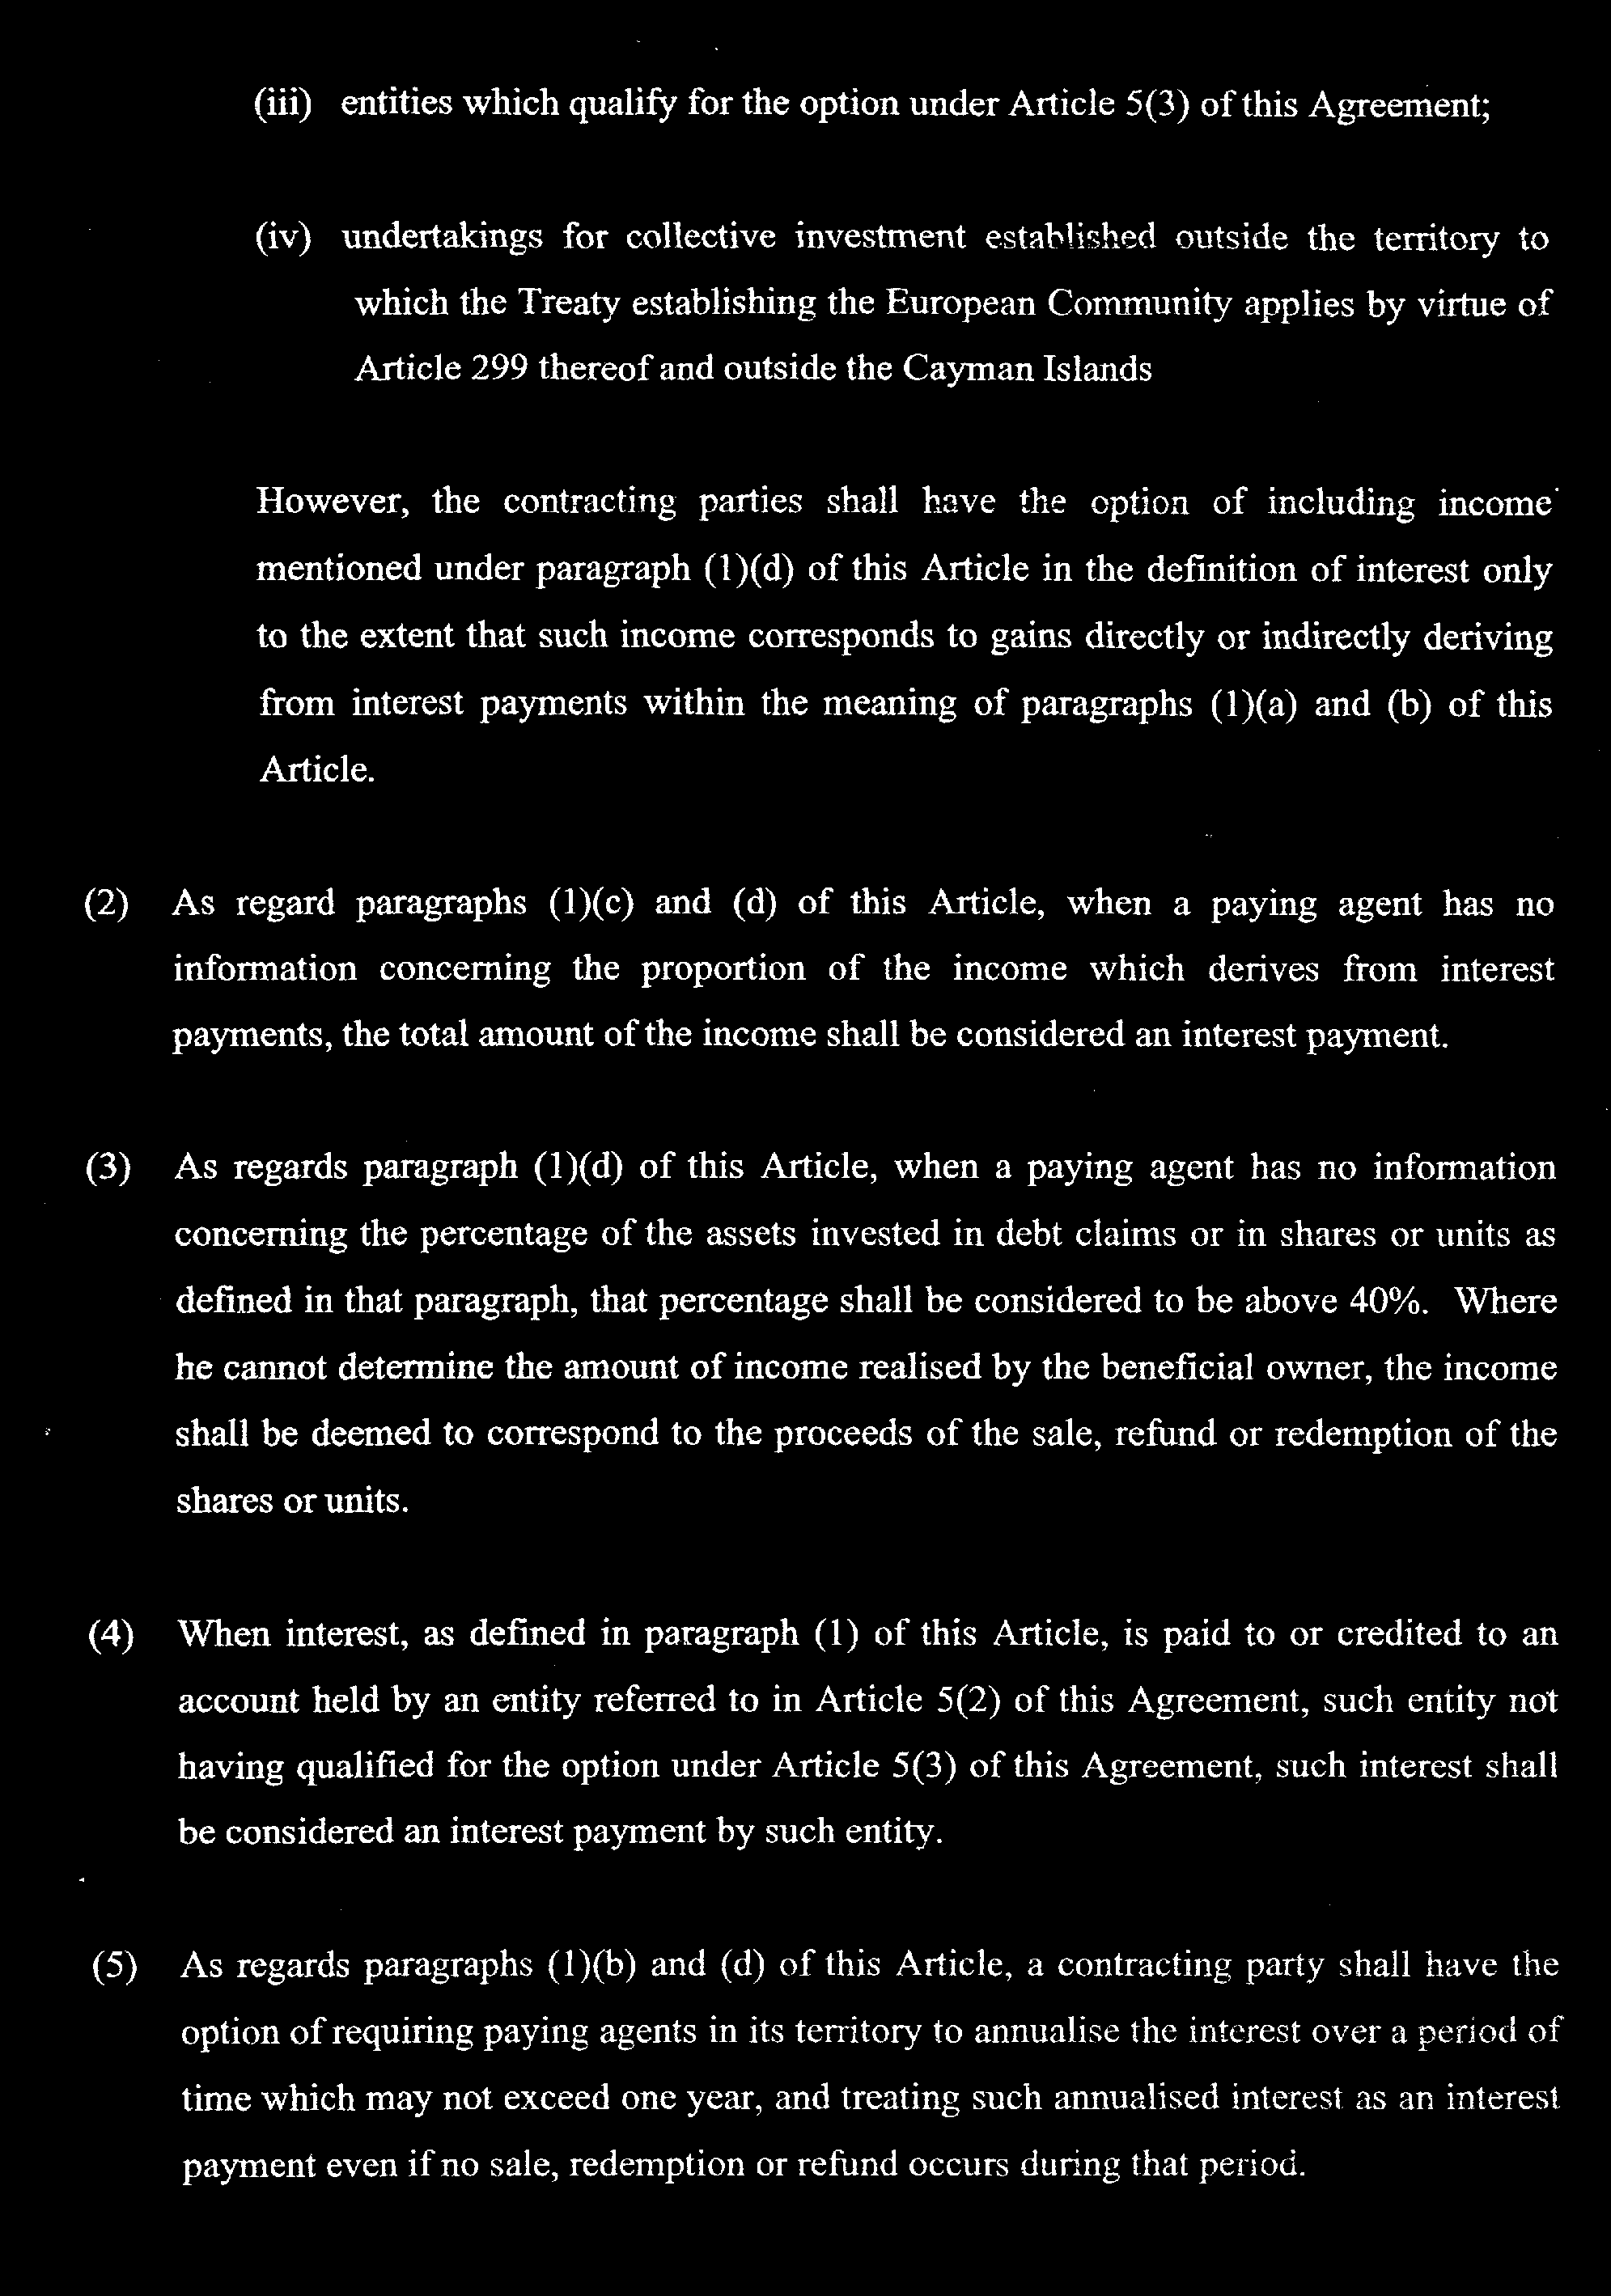 (iii) entities which qualify for the option under Article 5(3) of this Agreement;
(iv) undertakings for collective investment established outside the territory to
which the Treaty establishing the European Community applies by virtue of
Article 299 thereof and outside the Cayman Islands
However, the contracting parties shall have the option of including income
mentioned under paragraph (1)(d) of this Article in the definition of interest only
to the extent that such income corresponds to gains directly or indirectly deriving
from interest payments within the meaning of paragraphs (1)(a) and (b) of this
Article.
(2) As regard paragraphs (1)(c) and (d) of this Article, when a paying agent has no
information concerning the proportion of the income which derives from interest
payments, the total amount of the income shall be considered an interest payment.
(3) As regards paragraph (1)(d) of this Article, when a paying agent has no information
concerning the percentage of the assets invested in debt claims or in shares or units as
defined in that paragraph, that percentage shall be considered to be above 40%. Where
he cannot determine the amount of income realised by the beneficial owner, the income
shall be deemed to correspond to the proceeds of the sale, refund or redemption of the
shares or units.
(4) When interest, as defined in paragraph (1) of this Article, is paid to or credited to an
account held by an entity referred to in Article 5(2) of this Agreement, such entity not
having qualified for the option under Article 5(3) of this Agreement, such interest shall
be considered an interest payment by such entity.
(5) As regards paragraphs (1)(b) and (d) of this Article, a contracting party shall have the
option of requiring paying agents in its territory to annualise the interest over a period of
time which may not exceed one year, and treating such annualised interest as an interest
payment even if no sale, redemption or refund occurs during that period.